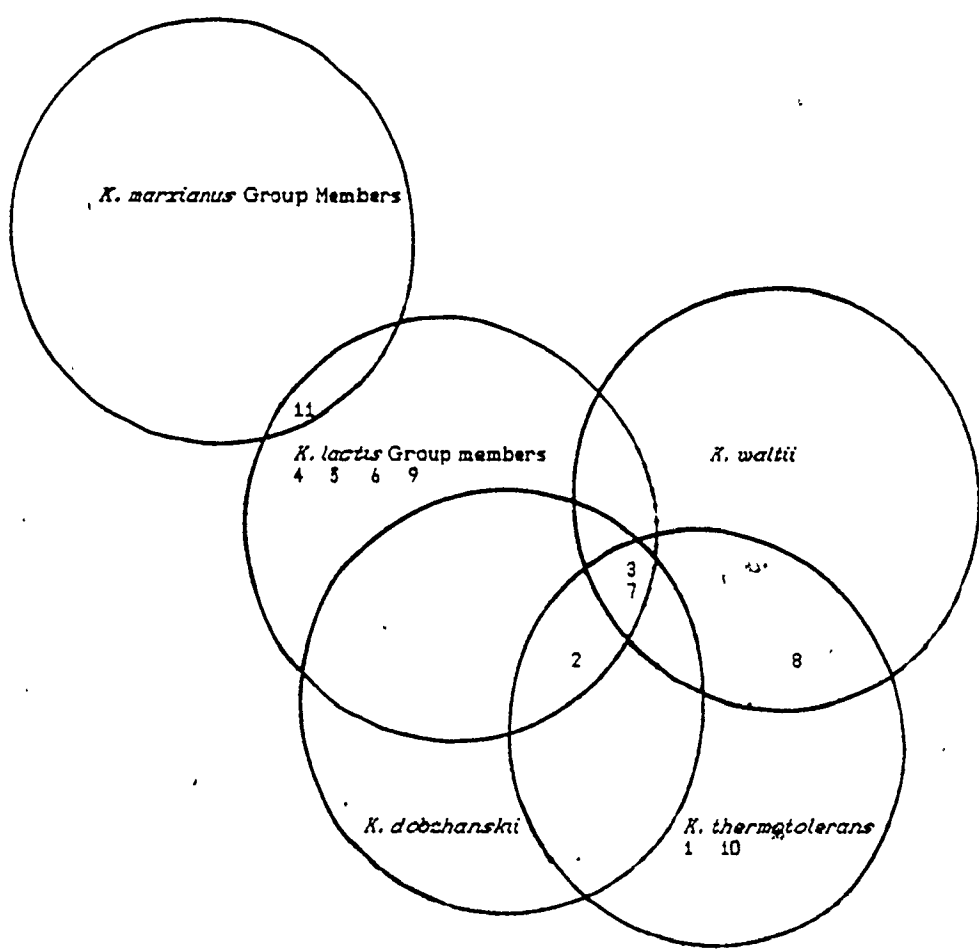 K. marxianus Group Members
11
K. lactis Group members
4 5 6 9
K. waltii
3
7
2
8
K. dobzhanskii
K. thermotolerans
1 10